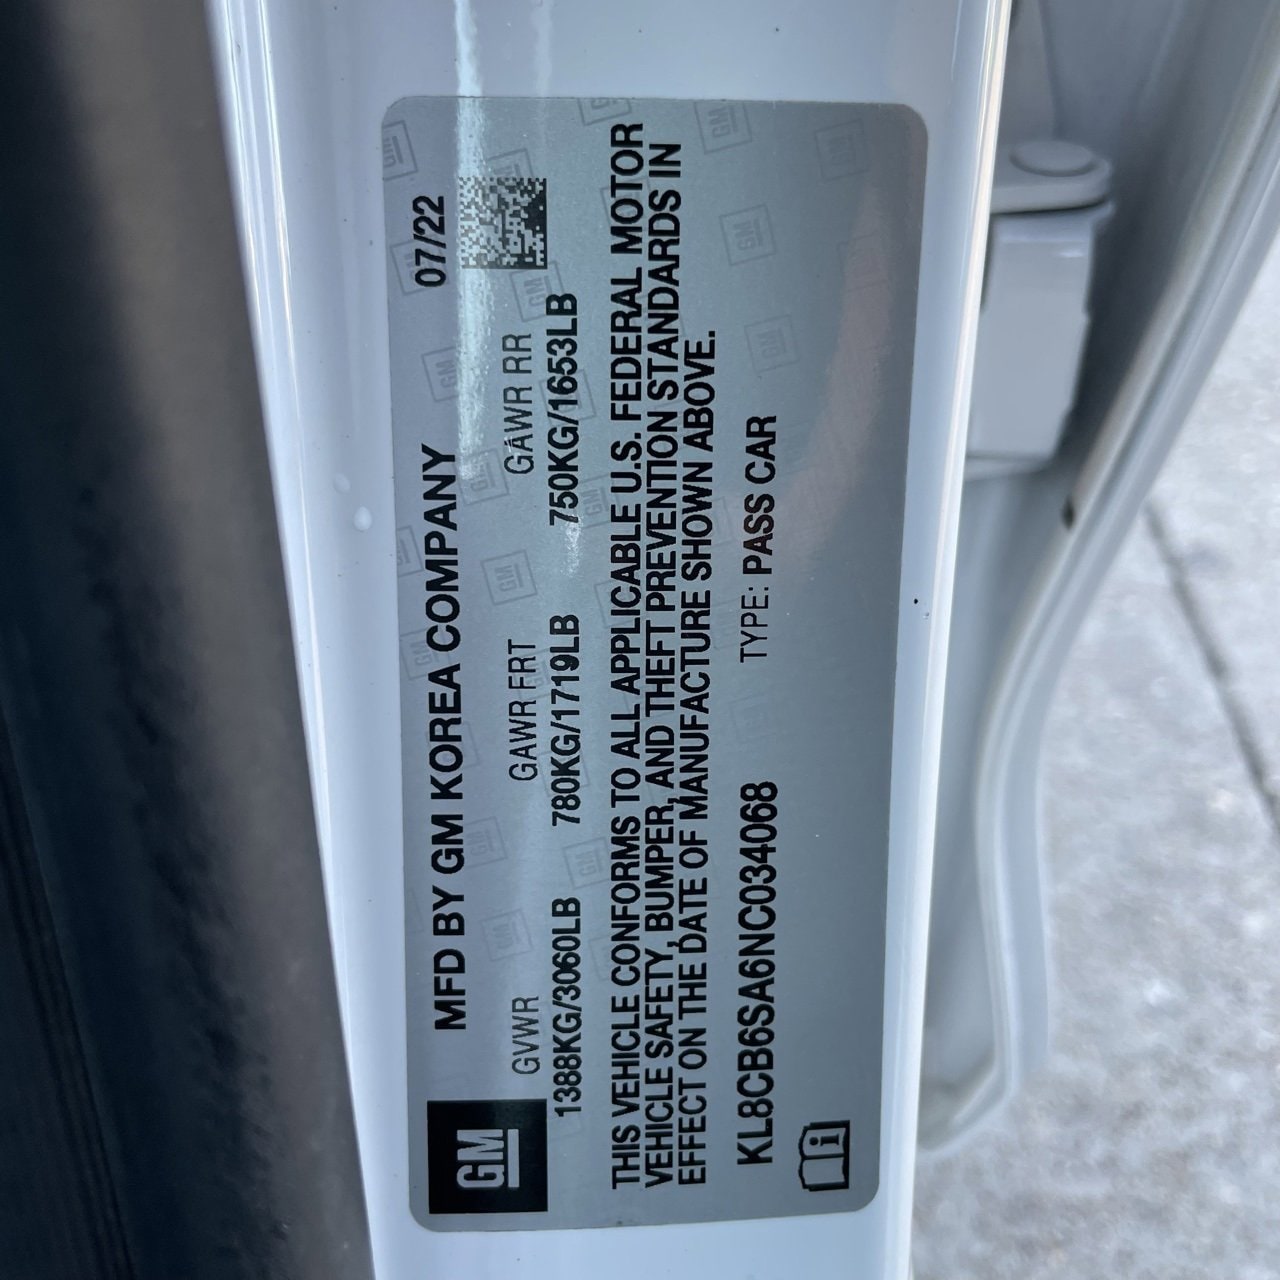 MFD BY GM KOREA COMPANY 07/22
GM
GVWR GAWR FRT GAWR RR
1388KG/3060LB 780KG/1719LB 750KG/1653LB
THIS VEHICLE CONFORMS TO ALL APPLICABLE U.S. FEDERAL MOTOR
VEHICLE SAFETY, BUMPER, AND THEFT PREVENTION STANDARDS IN
EFFECT ON THE DATE OF MANUFACTURE SHOWN ABOVE.
KL8CB6SA6NC034068 TYPE: PASS CAR